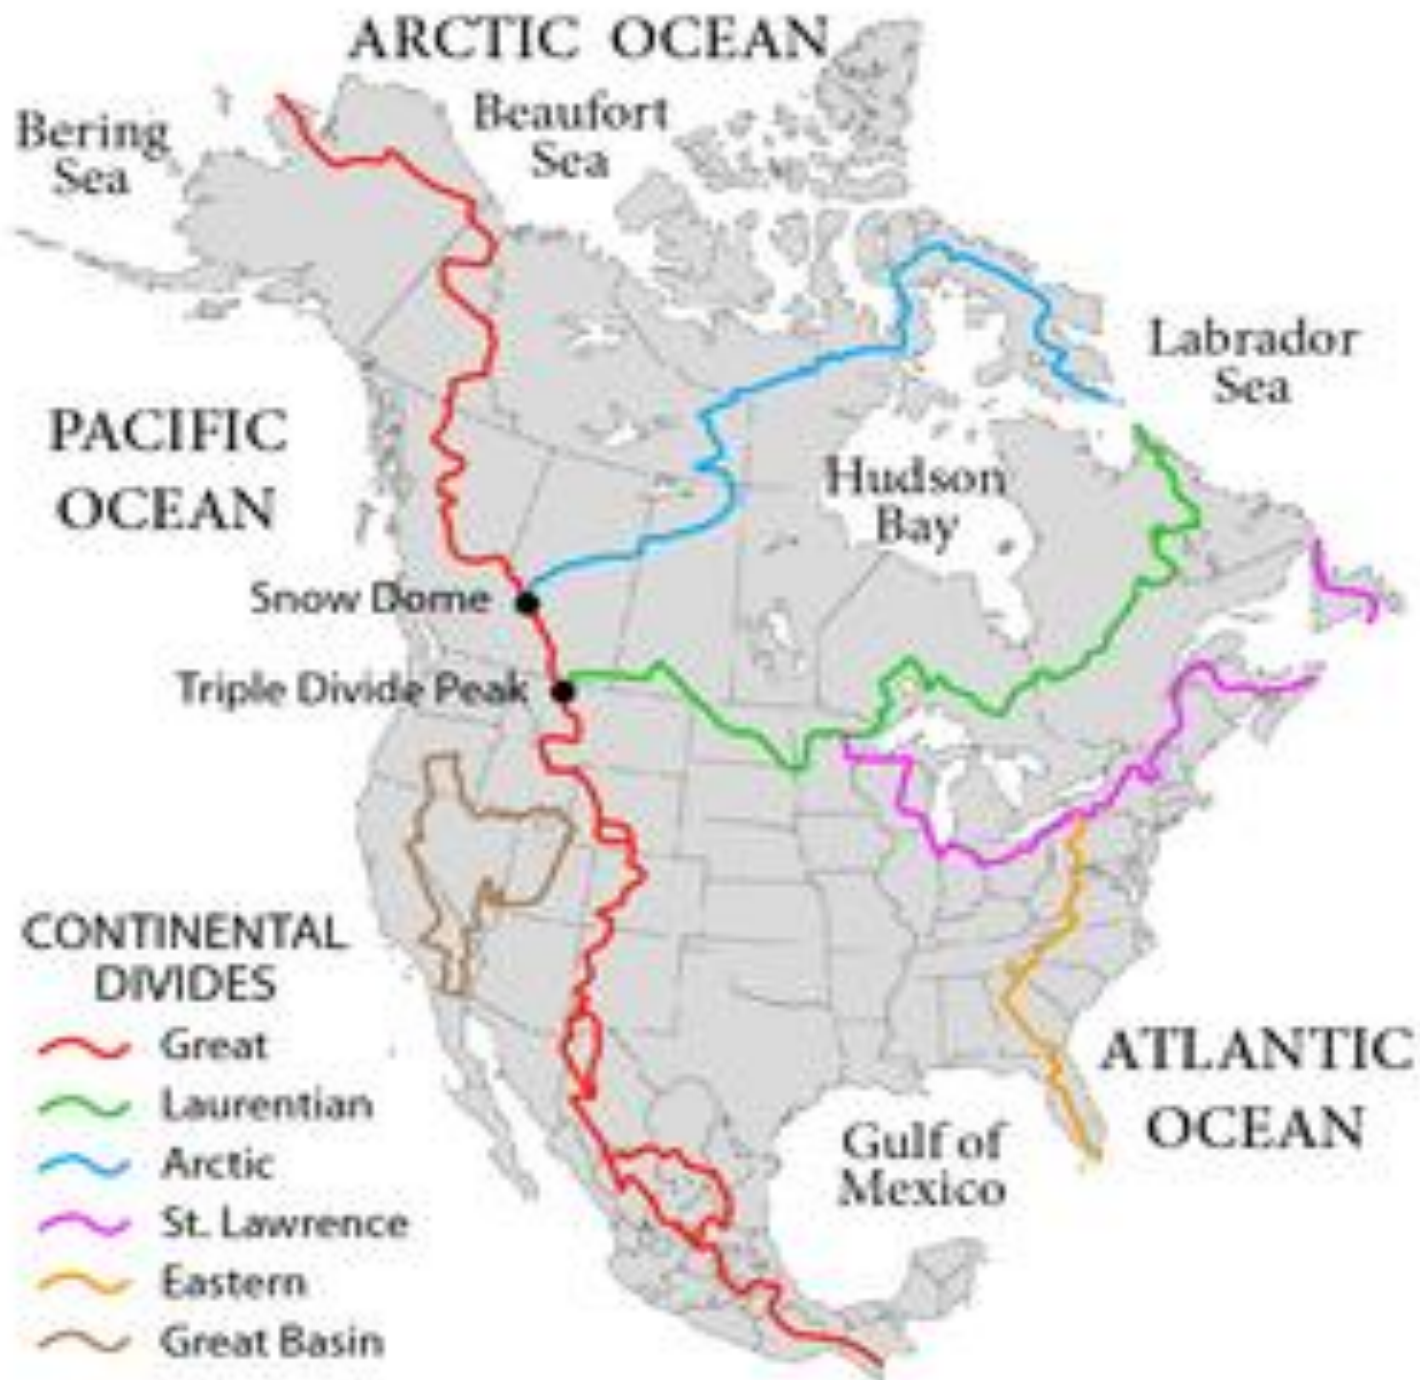 ARCTIC OCEAN
Beaufort
Sea
Bering
Sea
Labrador
Sea
PACIFIC
OCEAN
Hudson
Bay
Snow Dome
Triple Divide Peak
CONTINENTAL
DIVIDES
Great
Laurentian
Arctic
St. Lawrence
Eastern
Great Basin
ATLANTIC
OCEAN
Gulf of
Mexico